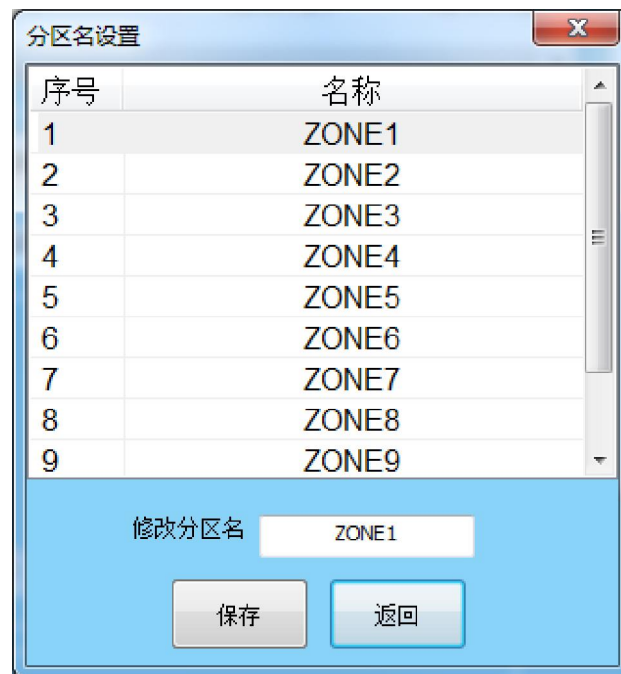 分区名设置
序号 名称
1 ZONE1
2 ZONE2
3 ZONE3
4 ZONE4
5 ZONE5
6 ZONE6
7 ZONE7
8 ZONE8
9 ZONE9
修改分区名 ZONE1
保存 返回